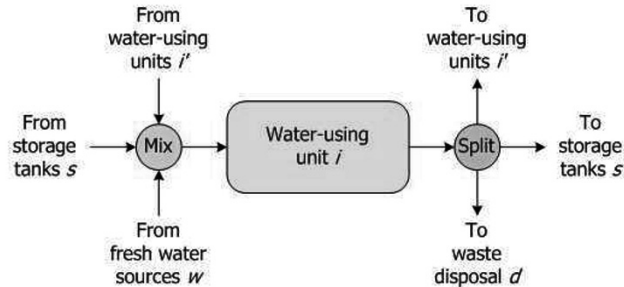 From
water-using
units i'
To
water-using
units i'
From
storage
tanks s
Mix
Water-using
unit i
Split
To
storage
tanks s
From
fresh water
sources w
To
waste
disposal d